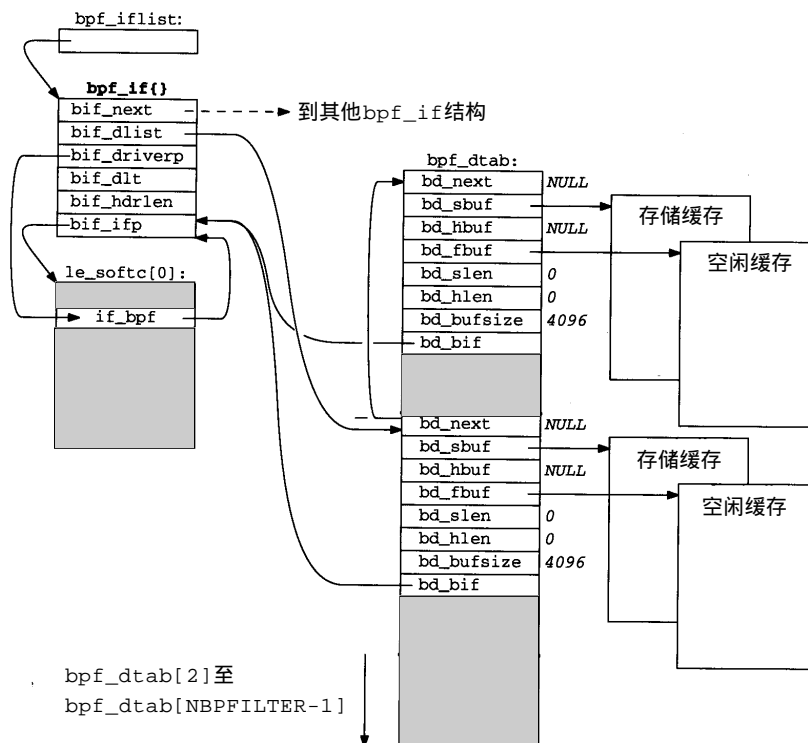 bpf_iflist:
bpf_if{}
bif_next
到其他bpf_if结构
bif_dlist
bif_driverp
bif_dlt
bif_hdrlen
bif_ifp
le_softc[0]:
if_bpf
bpf_dtab:
bd_next NULL
bd_sbuf
bd_hbuf NULL
bd_fbuf
bd_slen 0
bd_hlen 0
bd_bufsize 4096
bd_bif
存储缓存
空闲缓存
bd_next NULL
bd_sbuf
bd_hbuf NULL
bd_fbuf
bd_slen 0
bd_hlen 0
bd_bufsize 4096
bd_bif
存储缓存
空闲缓存
bpf_dtab[2]至
bpf_dtab[NBPFILTER-1]